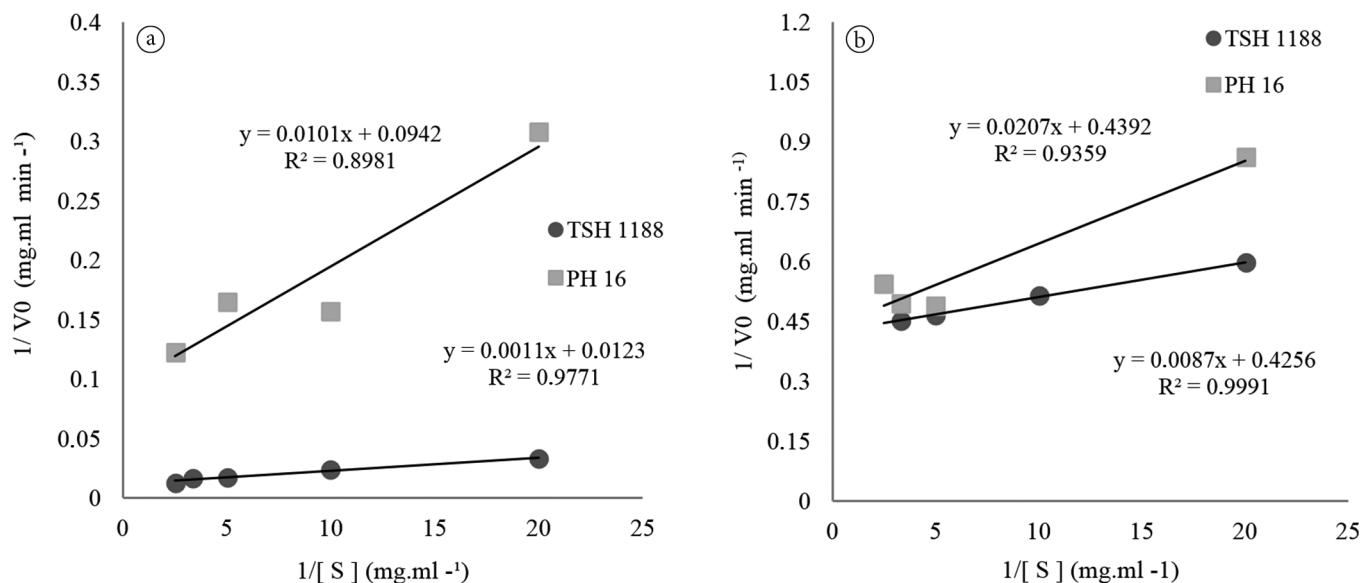 a
0.4
0.35
0.3
0.25
0.2
0.15
0.1
0.05
0
1/ V0 (mg.ml min -¹)
y = 0.0101x + 0.0942
R² = 0.8981
TSH 1188
PH 16
y = 0.0011x + 0.0123
R² = 0.9771
0 5 10 15 20 25
1/[ S ] (mg.ml -¹)
b
1.2
1.05
0.9
0.75
0.6
0.45
0.3
0.15
0
1/ V0 (mg.ml min -¹)
TSH 1188
PH 16
y = 0.0207x + 0.4392
R² = 0.9359
y = 0.0087x + 0.4256
R² = 0.9991
0 5 10 15 20 25
1/[ S ] (mg.ml -1)